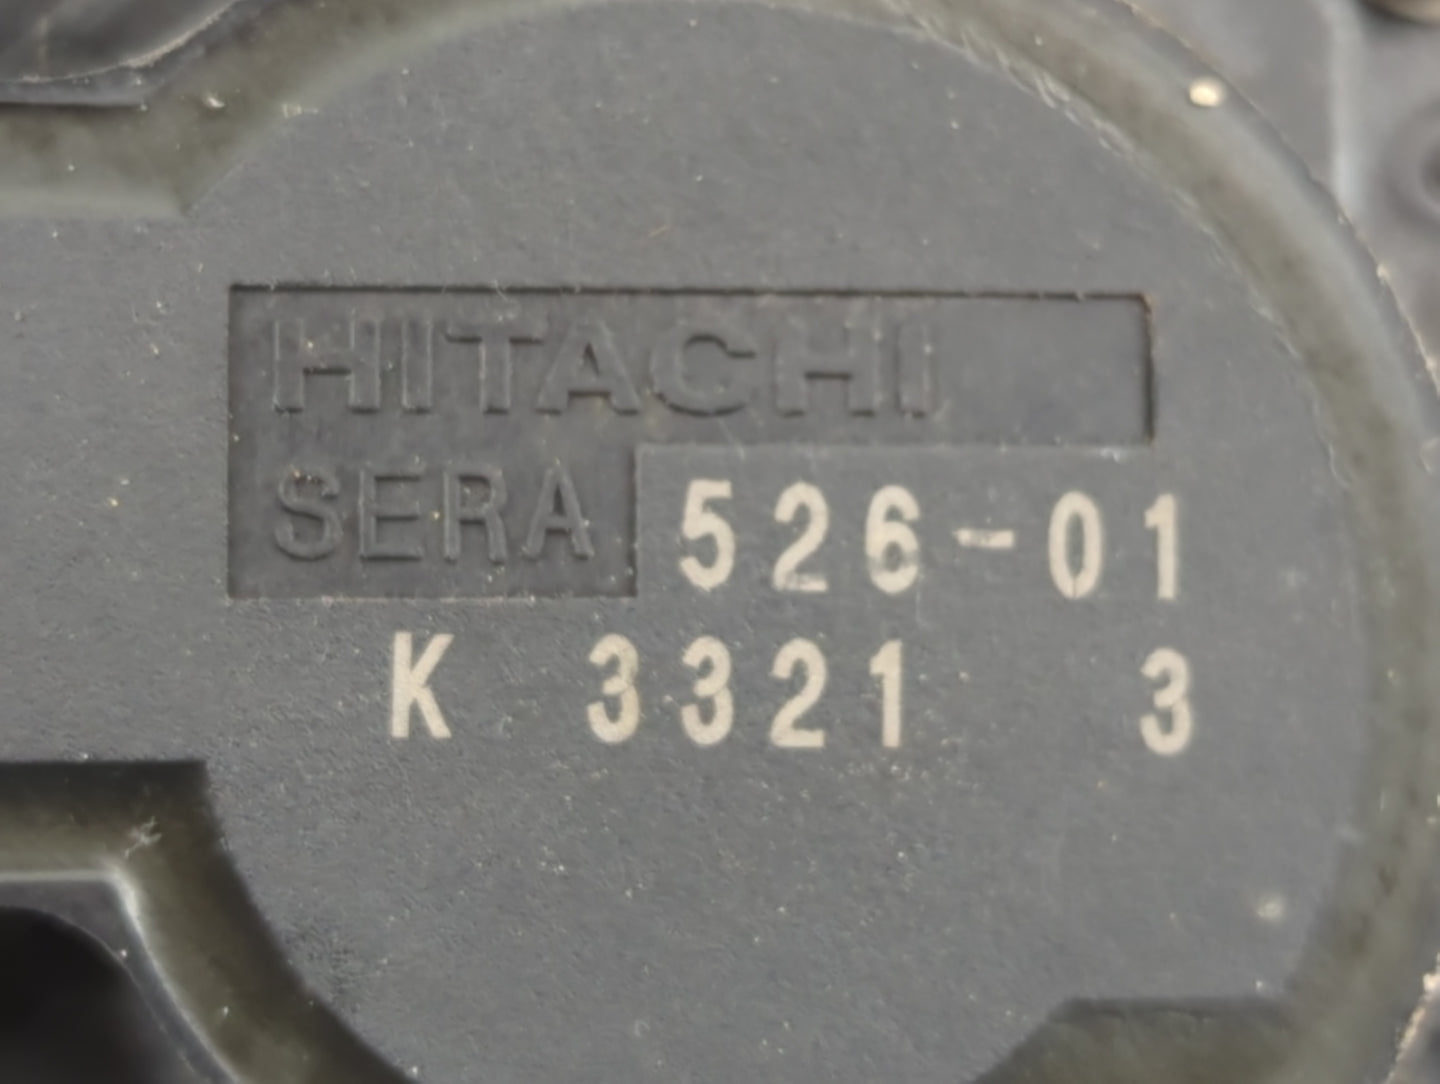 HITACHI
SERA 526-01
K 3321 3